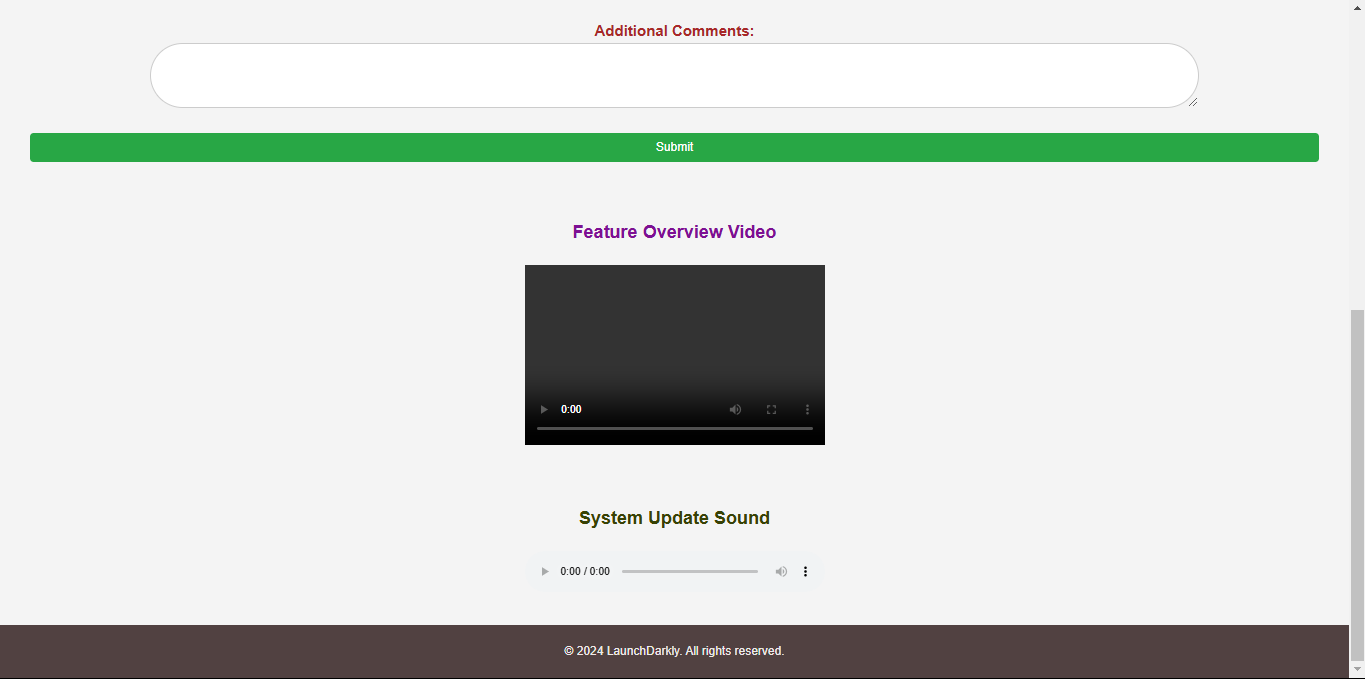 Additional Comments:
Submit
Feature Overview Video
0:00
System Update Sound
0:00 / 0:00
© 2024 LaunchDarkly. All rights reserved.